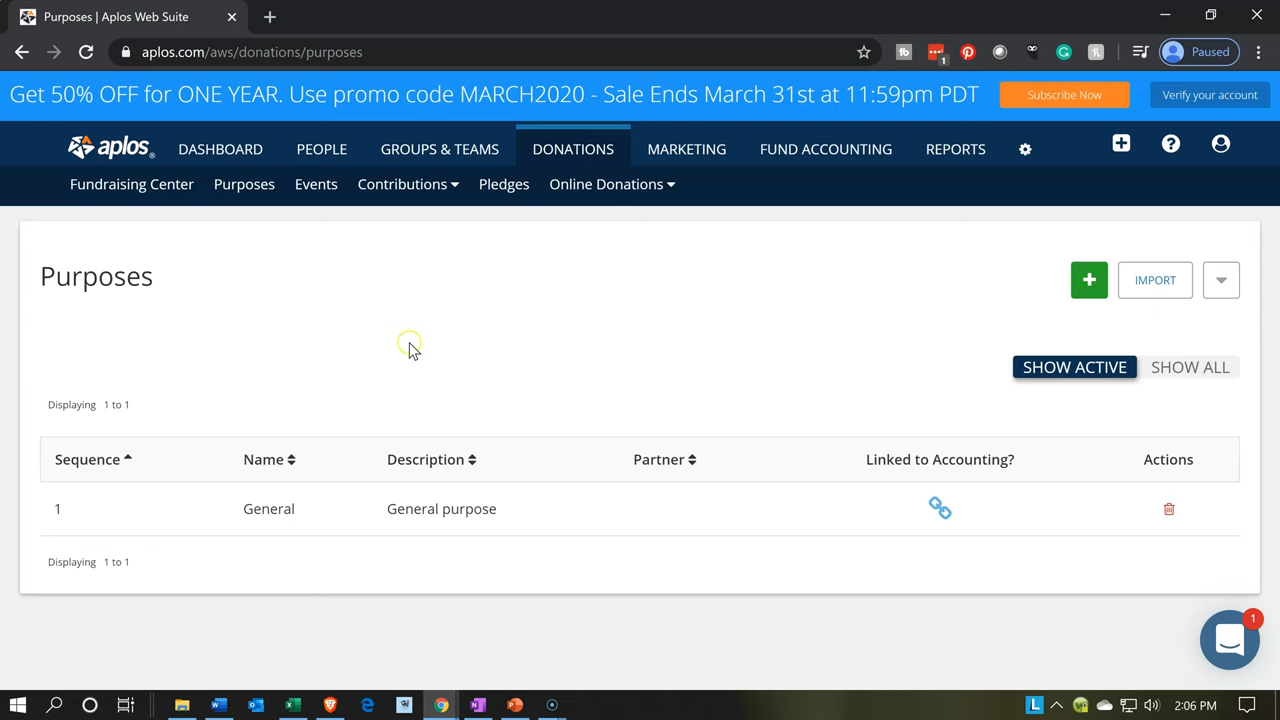 Purposes | Aplos Web Suite
aplos.com/aws/donations/purposes
1
Paused
Get 50% OFF for ONE YEAR. Use promo code MARCH2020 - Sale Ends March 31st at 11:59pm PDT
Subscribe Now
Verify your account
aplos
DASHBOARD
PEOPLE
GROUPS & TEAMS
DONATIONS
MARKETING
FUND ACCOUNTING
REPORTS
Fundraising Center
Purposes
Events
Contributions
Pledges
Online Donations
Purposes
IMPORT
SHOW ACTIVE
SHOW ALL
Displaying 1 to 1
Sequence Name Description Partner Linked to Accounting? Actions
1 General General purpose
Displaying 1 to 1
1
2:06 PM